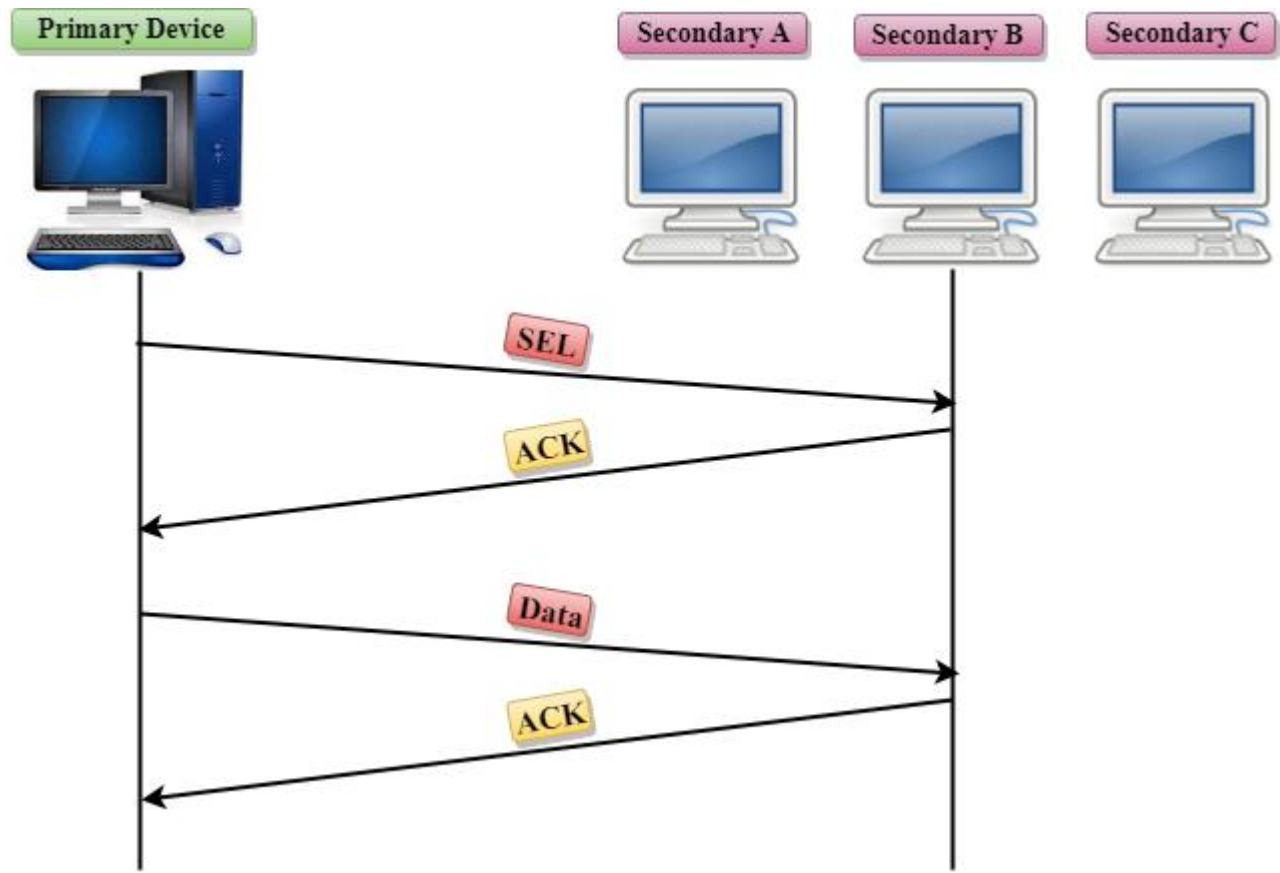 Primary Device
Secondary A
Secondary B
Secondary C
SEL
ACK
Data
ACK